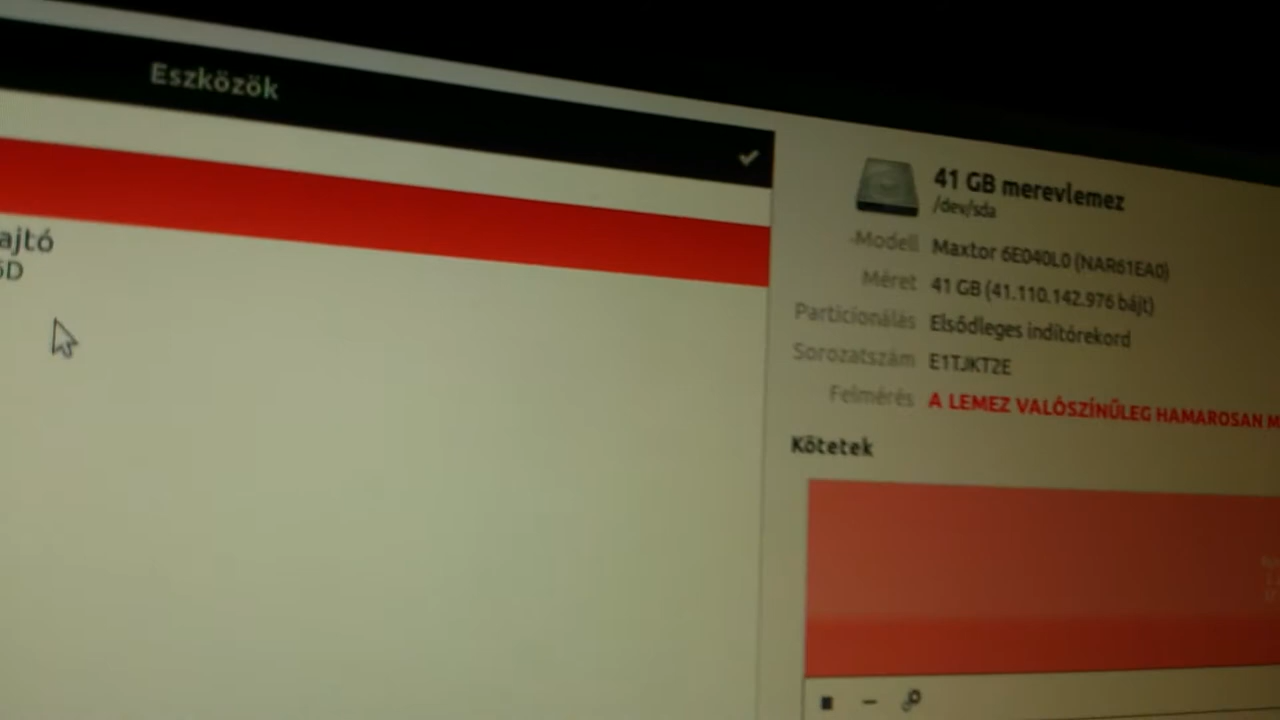 Eszközök
ajtó
41 GB merevlemez
/dev/sda
Modell Maxtor 6E040L0 (NAR61EA0)
Méret 41 GB (41.110.142.976 bájt)
Particionálás Elsődleges indítórekord
Sorozatszám E1TJKT2E
Felmérés A LEMEZ VALÓSZÍNŰLEG HAMAROSAN M
Kötetek